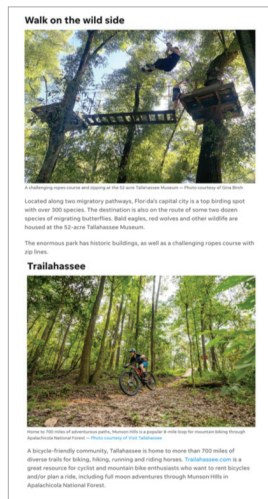 Walk on the wild side
A challenging ropes course and zipping at the 52 acre Tallahassee Museum — Photo courtesy of Nina Birch
Located along two migratory pathways, Florida's capital city is a top birding spot
with over 300 species. The destination is also on the route of some two dozen
species of migrating butterflies. Bald eagles, red wolves and other wildlife are
housed at the 52-acre Tallahassee Museum.
The enormous park has historic buildings, as well as a challenging ropes course with
zip lines.
Trailahassee
Home to 700 miles of adventurous paths, Munson Hills is a popular 8-mile loop for mountain biking through
Apalachicola National Forest — Photo courtesy of Visit Tallahassee
A bicycle-friendly community, Tallahassee is home to more than 700 miles of
diverse trails for biking, hiking, running and riding horses. Trailahassee.com is a
great resource for cyclist and mountain bike enthusiasts who want to rent bicycles
and/or plan a ride, including full moon adventures through Munson Hills in
Apalachicola National Forest.